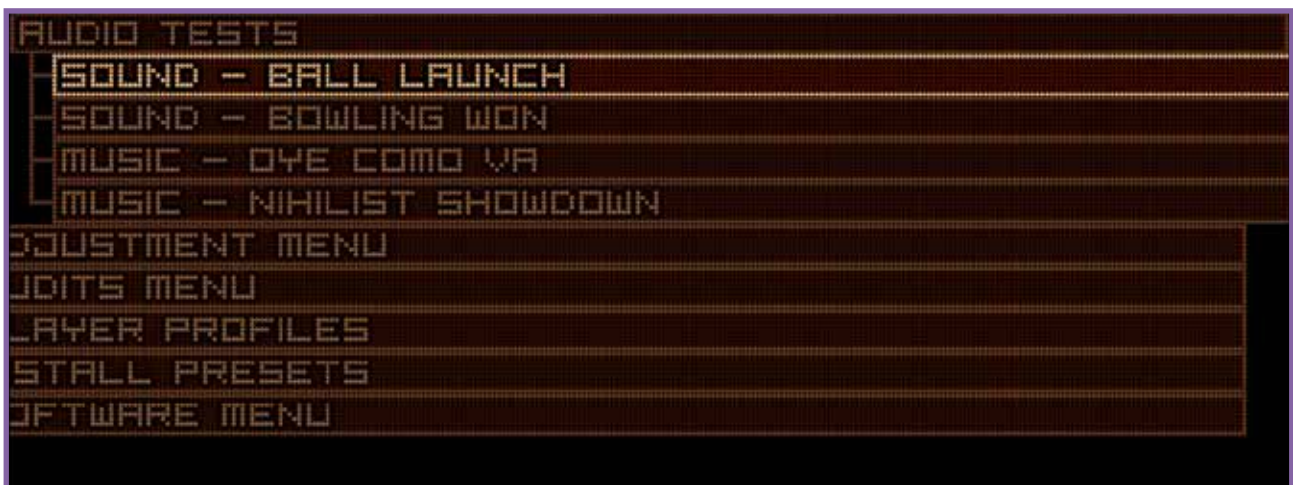 AUDIO TESTS
SOUND - BALL LAUNCH
SOUND - BOWLING WON
MUSIC - OYE COMO VA
MUSIC - NIHILIST SHOWDOWN
DJUSTMENT MENU
UDITS MENU
LAYER PROFILES
STALL PRESETS
OFTWARE MENU